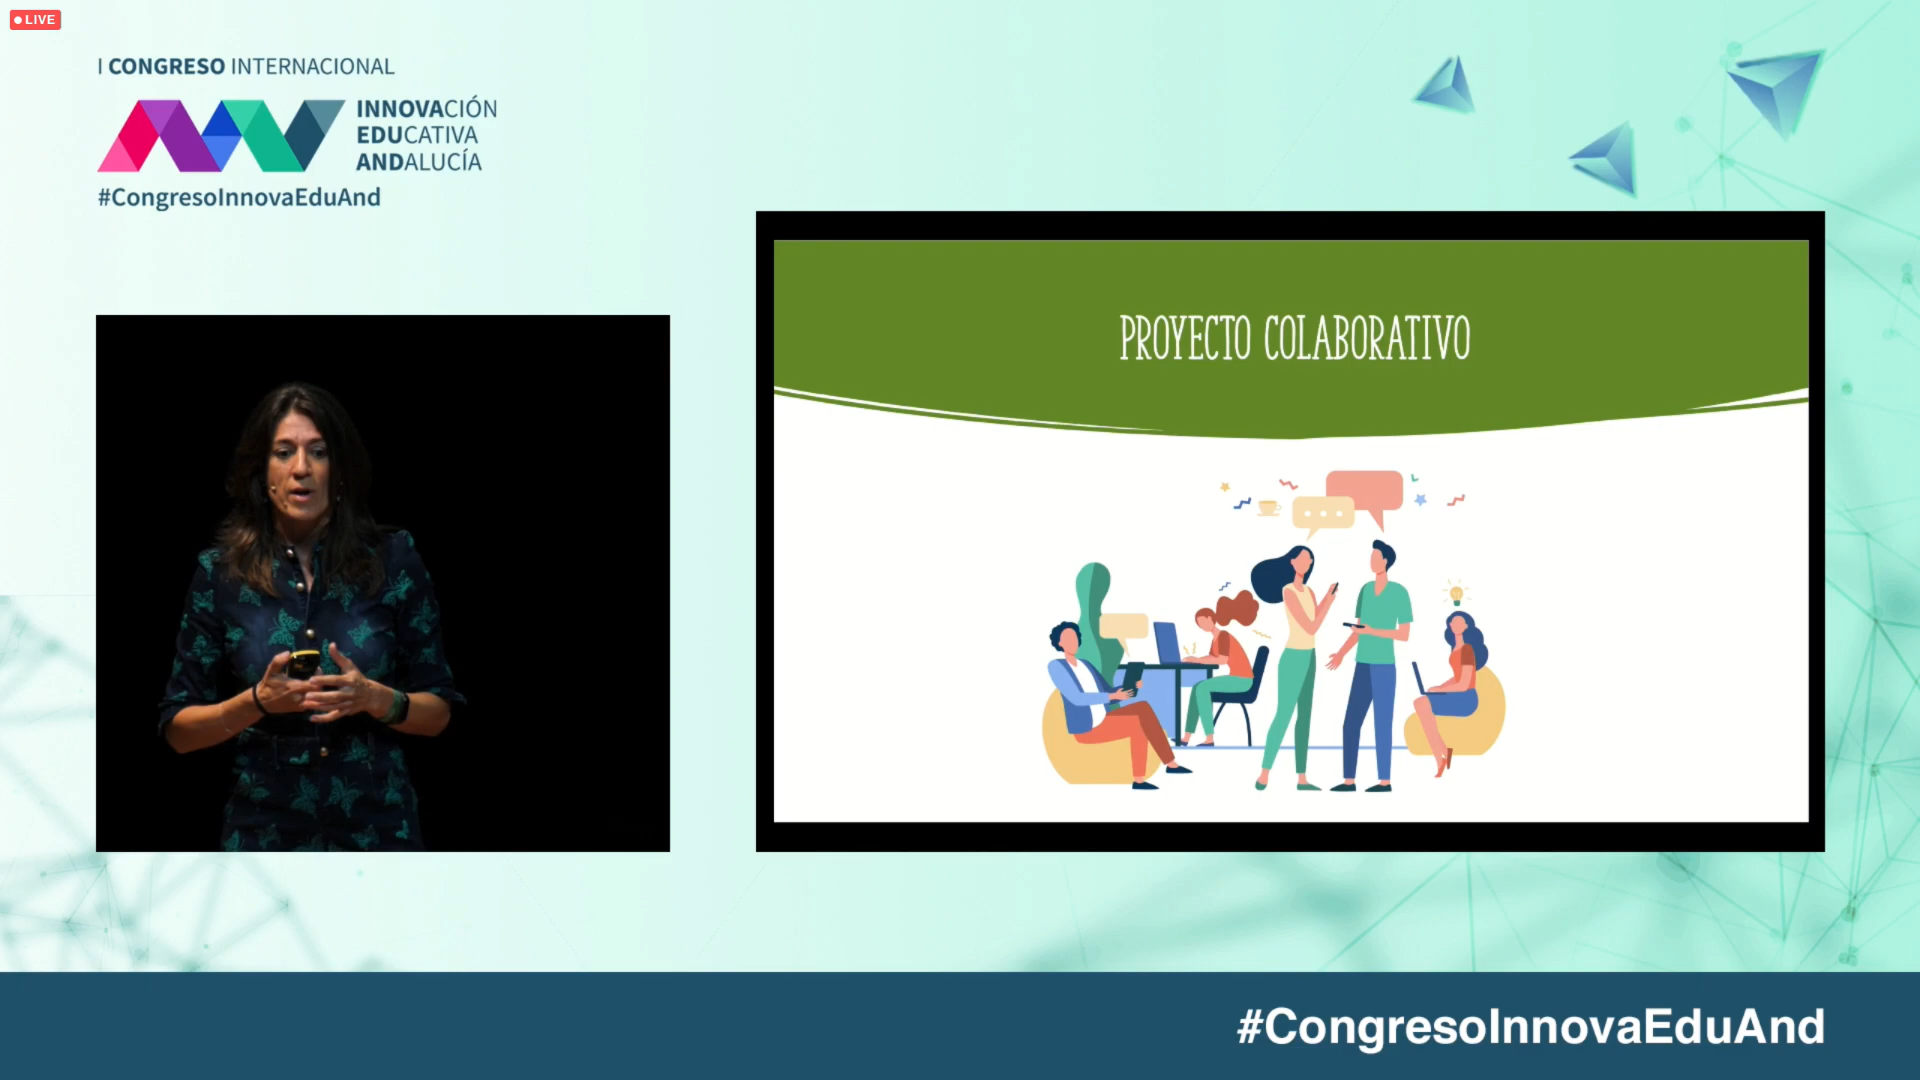 LIVE
I CONGRESO INTERNACIONAL
INNOVACIÓN
EDUCATIVA
ANDALUCÍA
#CongresoInnovaEduAnd
PROYECTO COLABORATIVO
#CongresoInnovaEduAnd